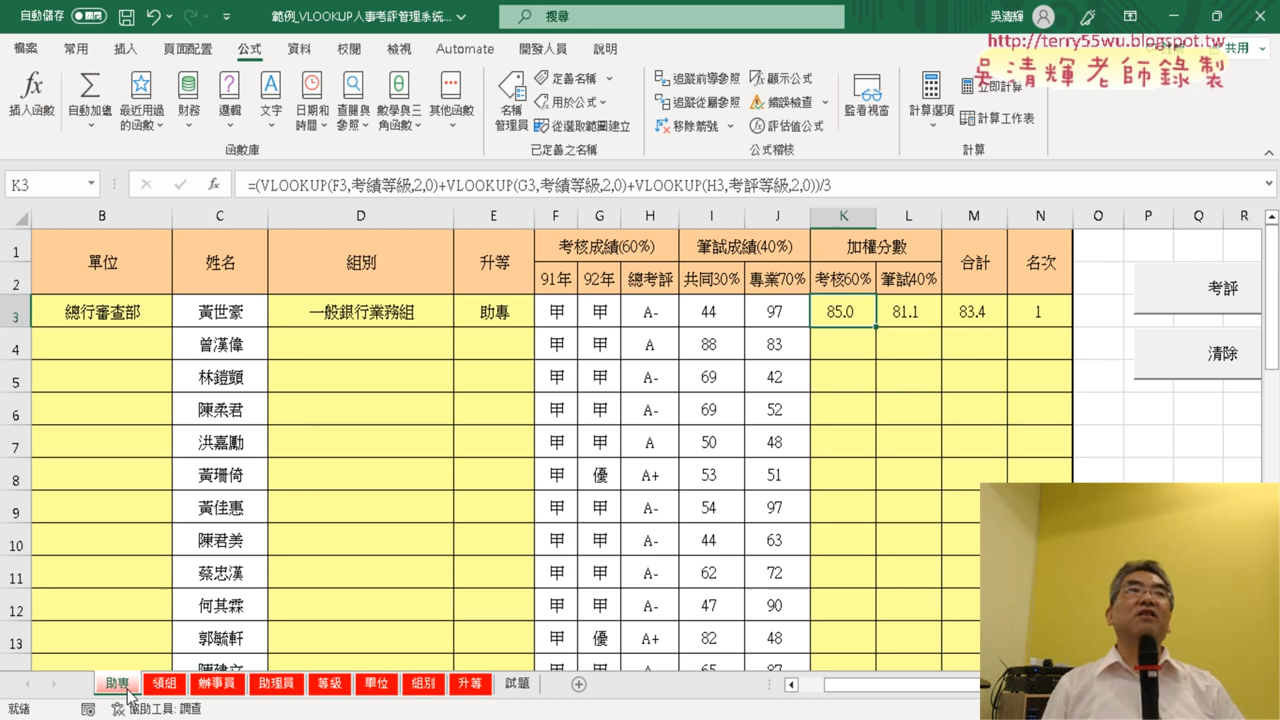 自動儲存 範例_VLOOKUP人事考評管理系統... 搜尋 吳清輝
檔案 常用 插入 頁面配置 公式 資料 校閱 檢視 Automate 開發人員 說明 共用
http://terry55wu.blogspot.tw
吳清輝老師錄製
插入函數 自動加總 最近用過的函數 財務 邏輯 文字 日期和時間 查閱與參照 數學與三角函數 其他函數
函數庫
名稱管理員 定義名稱 用於公式 從選取範圍建立
已定義之名稱
追蹤前導參照 追蹤從屬參照 移除箭號 顯示公式 錯誤檢查 評估值公式 監看視窗
公式稽核
計算選項 立即計算 計算工作表
計算
K3 =(VLOOKUP(F3,考績等級,2,0)+VLOOKUP(G3,考績等級,2,0)+VLOOKUP(H3,考評等級,2,0))/3
B C D E F G H I J K L M N O P Q R
1 單位 姓名 組別 升等 考核成績(60%) 筆試成績(40%) 加權分數 合計 名次
2 91年 92年 總考評 共同30% 專業70% 考核60% 筆試40%
3 總行審查部 黃世豪 一般銀行業務組 助專 甲 甲 A- 44 97 85.0 81.1 83.4 1
4 曾漢偉 甲 甲 A 88 83
5 林鎧顗 甲 甲 A- 69 42
6 陳柔君 甲 甲 A- 69 52
7 洪嘉勵 甲 甲 A 50 48
8 黃珊倚 甲 優 A+ 53 51
9 黃佳惠 甲 甲 A- 54 97
10 陳君美 甲 甲 A- 44 63
11 蔡忠漢 甲 甲 A- 62 72
12 何其霖 甲 甲 A- 47 90
13 郭毓軒 甲 優 A+ 82 48
考評
清除
助專 領組 辦事員 助理員 等級 單位 組別 升等 試題
就緒 協助工具: 調查